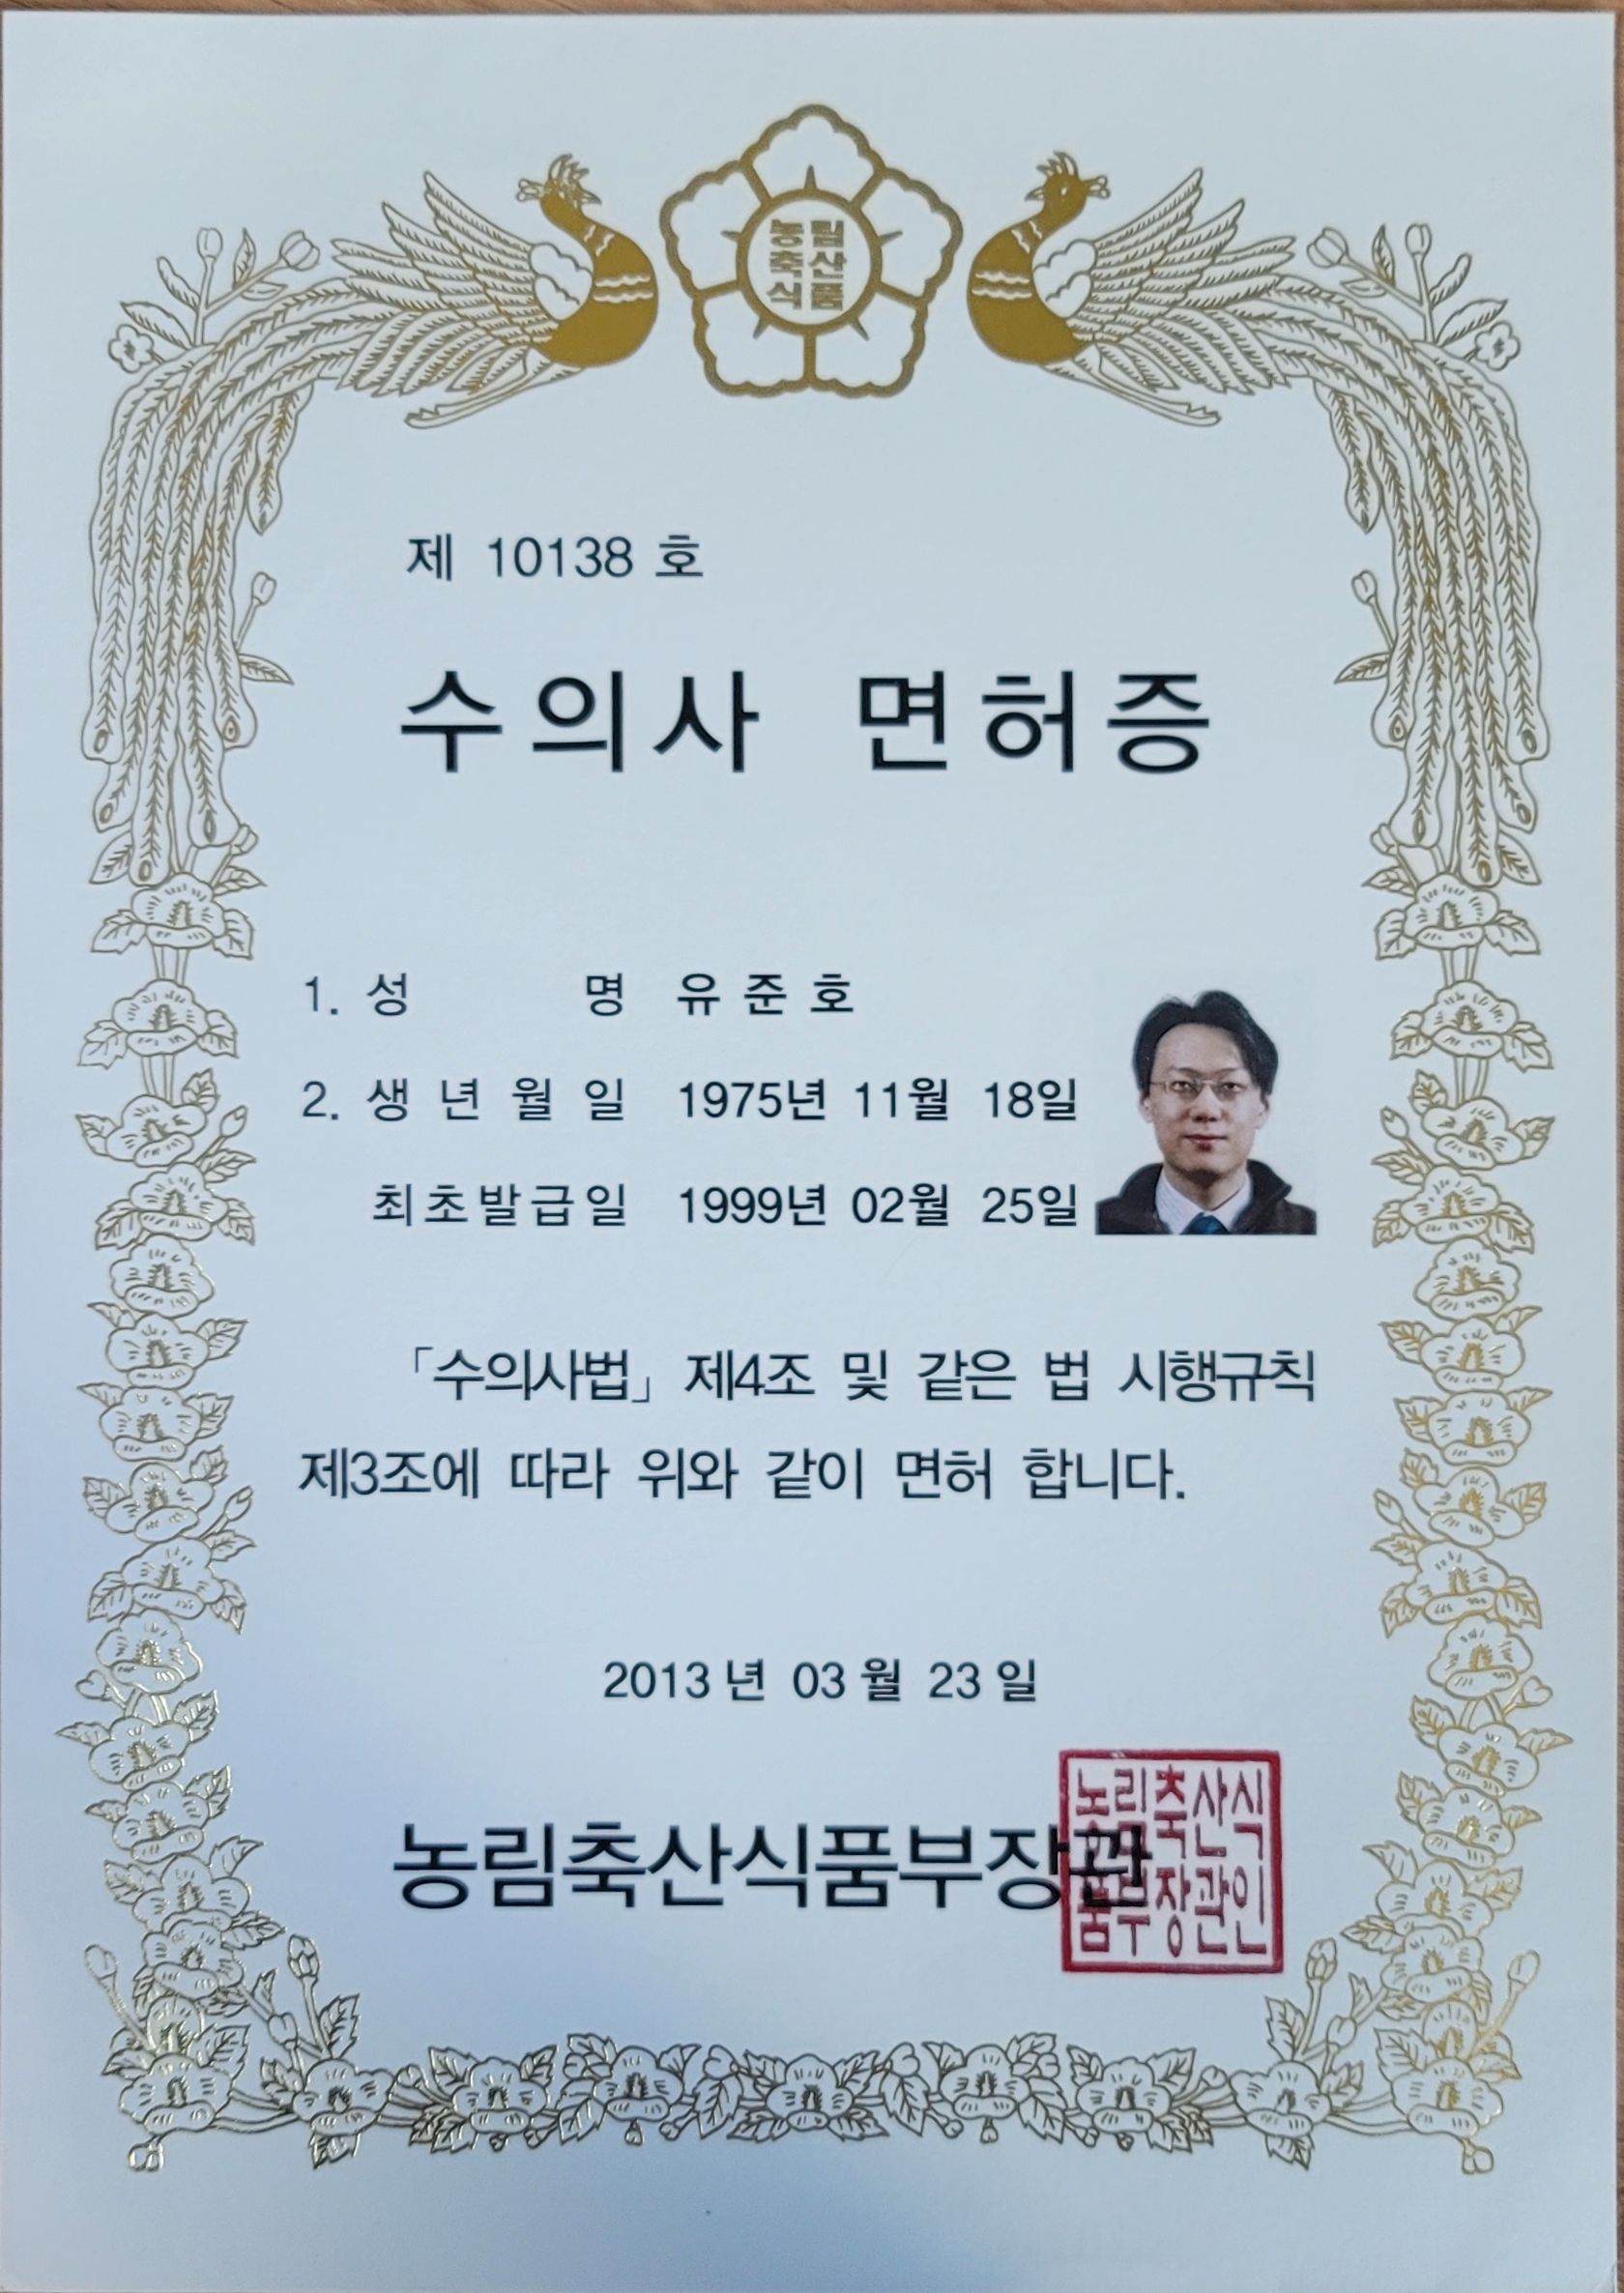 농림
축산
식품
제 10138 호
수의사 면허증
1. 성 명 유 준 호
2. 생 년 월 일 1975년 11월 18일
최초발급일 1999년 02월 25일
「수의사법」 제4조 및 같은 법 시행규칙
제3조에 따라 위와 같이 면허 합니다.
2013 년 03 월 23 일
농림축산식품부장관
농림축산식
품부장관인